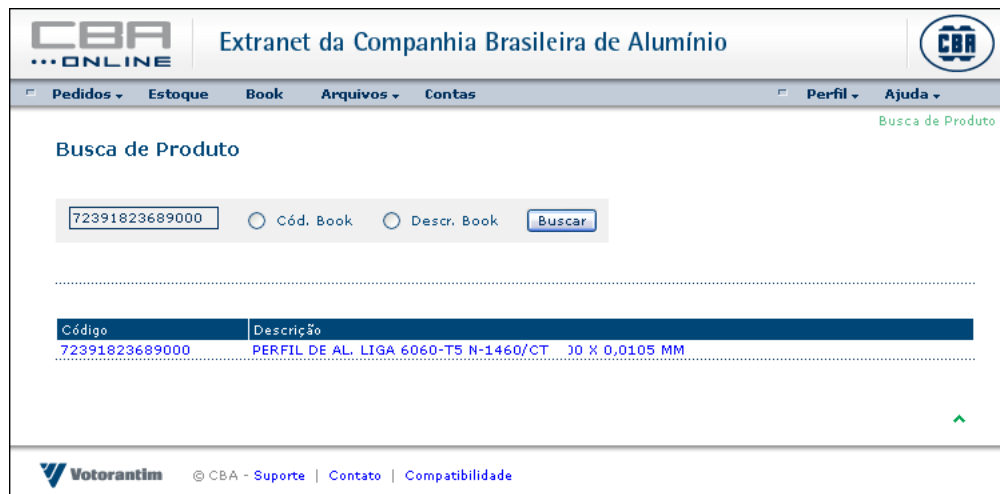 CBA
...ONLINE
Extranet da Companhia Brasileira de Alumínio
CBA
Pedidos Estoque Book Arquivos Contas Perfil Ajuda
Busca de Produto
Busca de Produto
72391823689000 Cód. Book Descr. Book Buscar
Código Descrição
72391823689000 PERFIL DE AL. LIGA 6060-T5 N-1460/CT X 0,0105 MM
Votorantim © CBA - Suporte | Contato | Compatibilidade